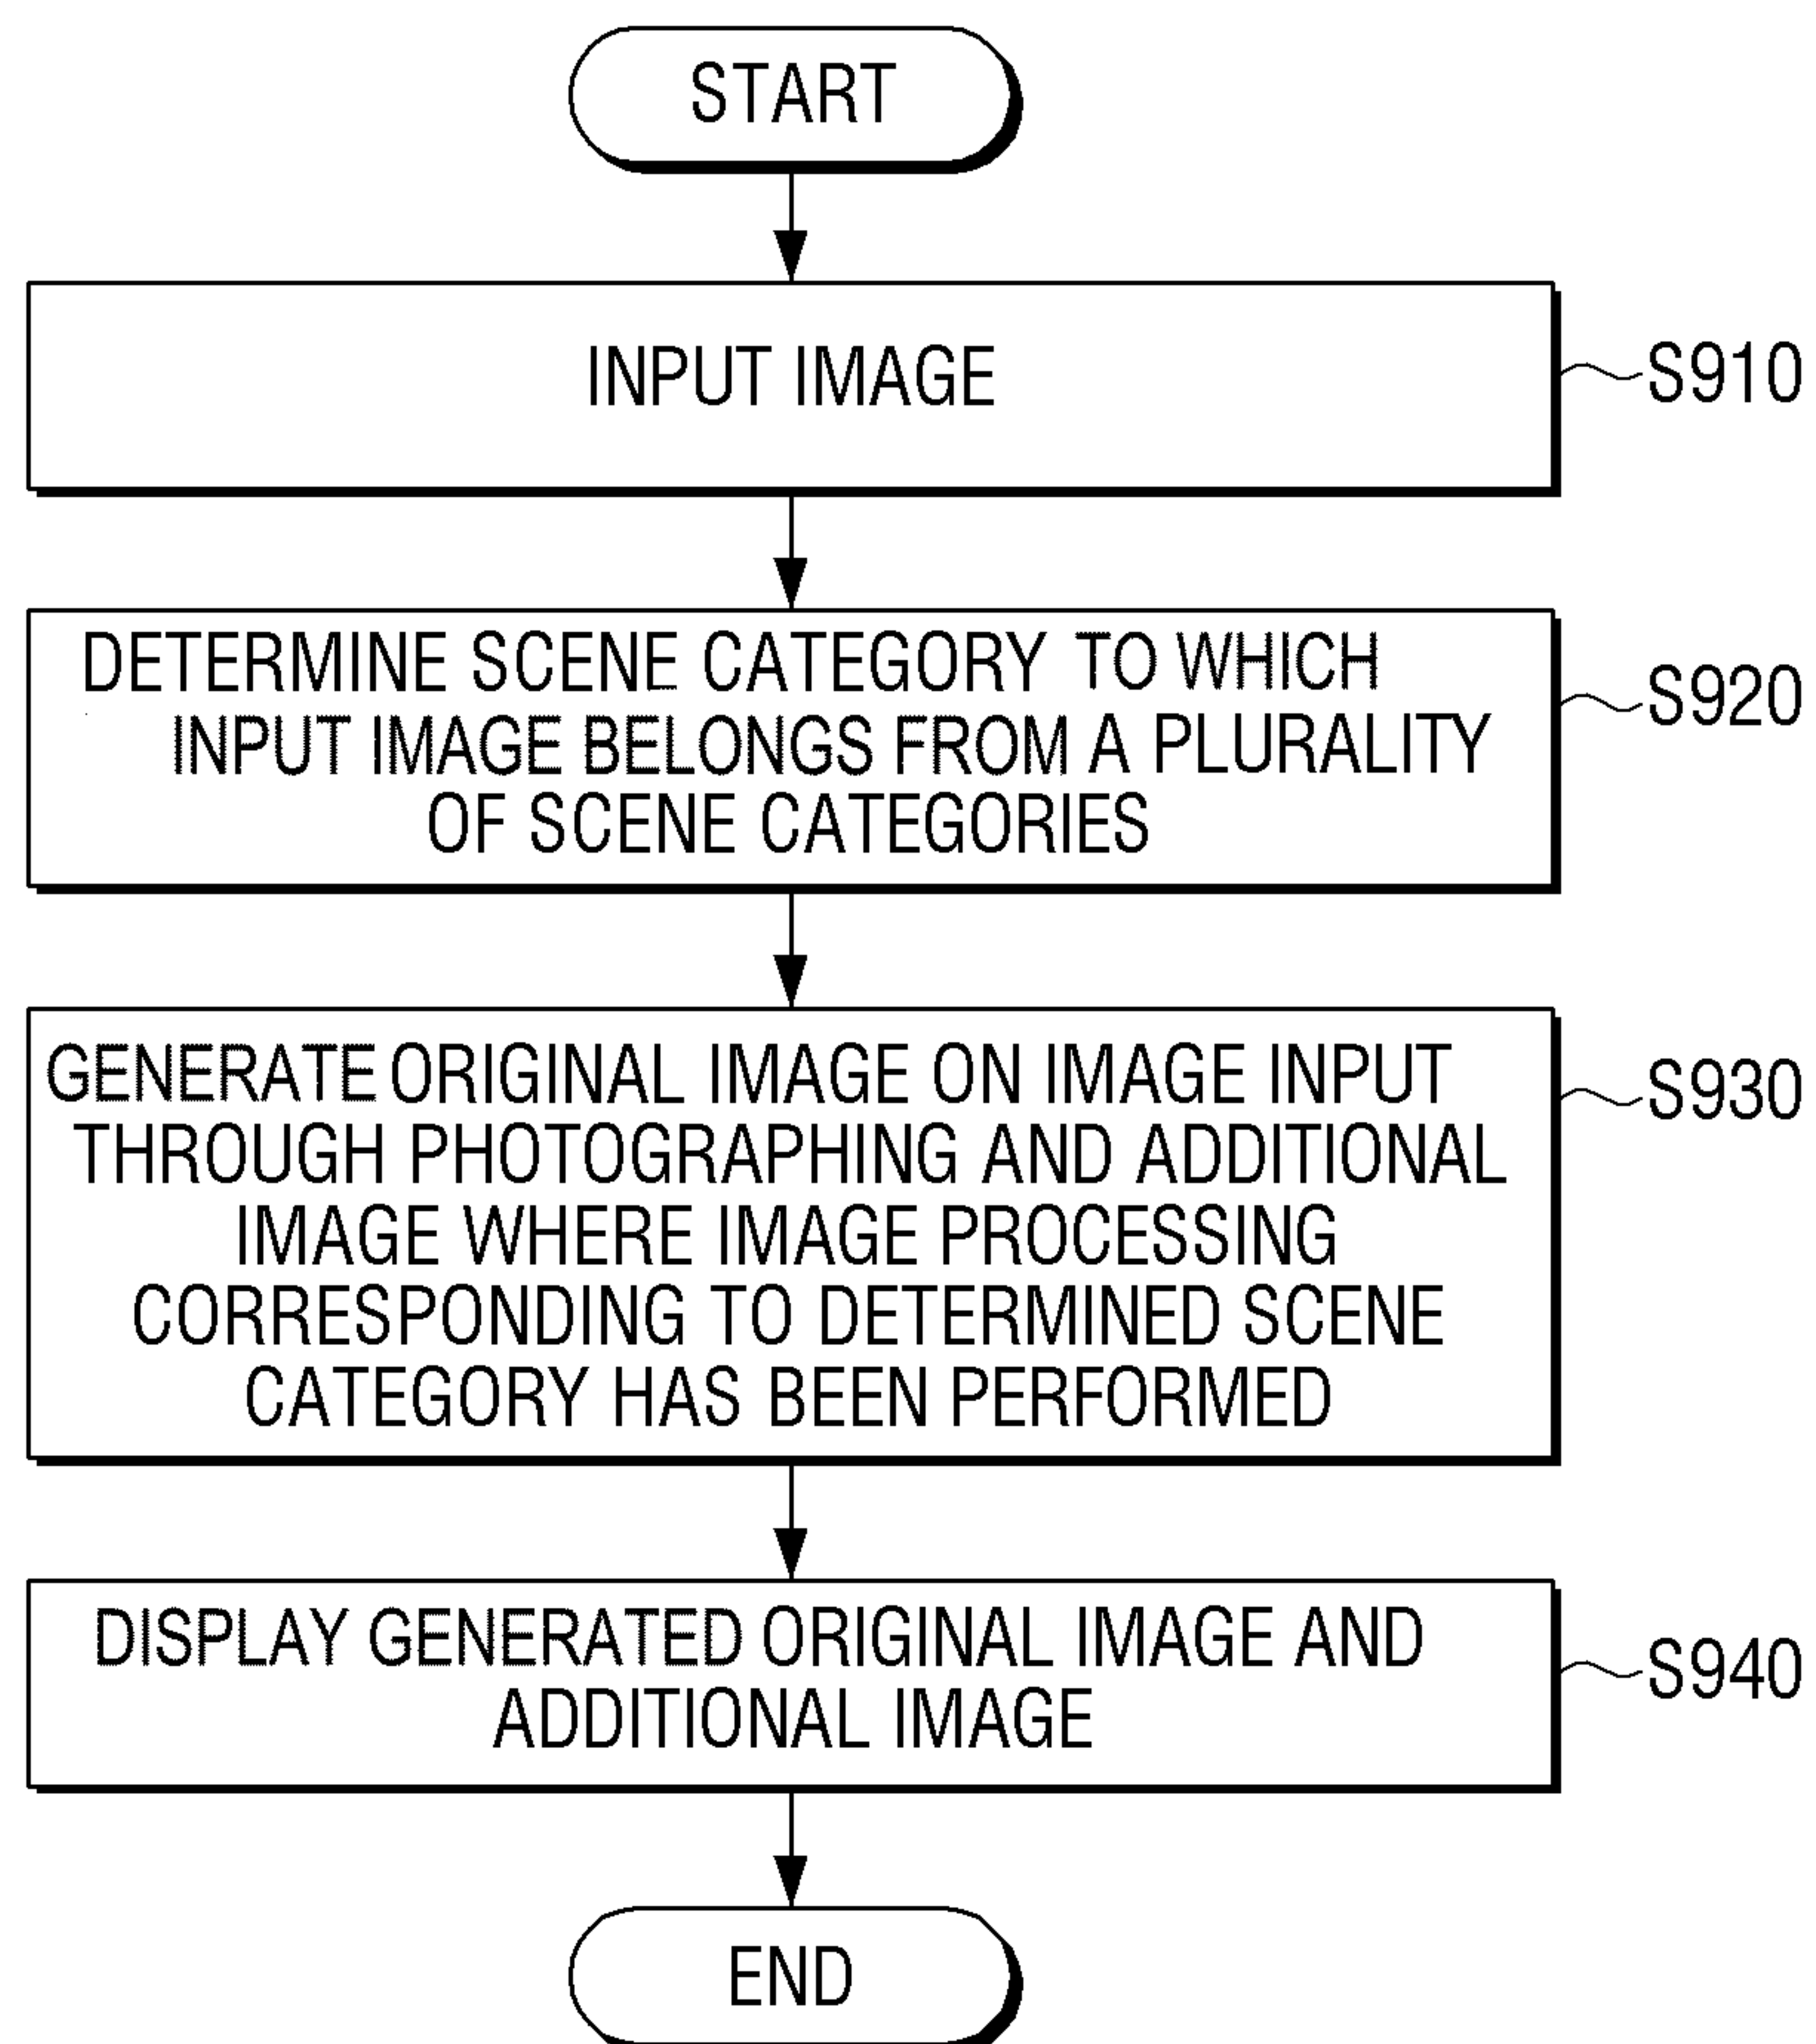 START
INPUT IMAGE
S910
DETERMINE SCENE CATEGORY TO WHICH
INPUT IMAGE BELONGS FROM A PLURALITY
OF SCENE CATEGORIES
S920
GENERATE ORIGINAL IMAGE ON IMAGE INPUT
THROUGH PHOTOGRAPHING AND ADDITIONAL
IMAGE WHERE IMAGE PROCESSING
CORRESPONDING TO DETERMINED SCENE
CATEGORY HAS BEEN PERFORMED
S930
DISPLAY GENERATED ORIGINAL IMAGE AND
ADDITIONAL IMAGE
S940
END